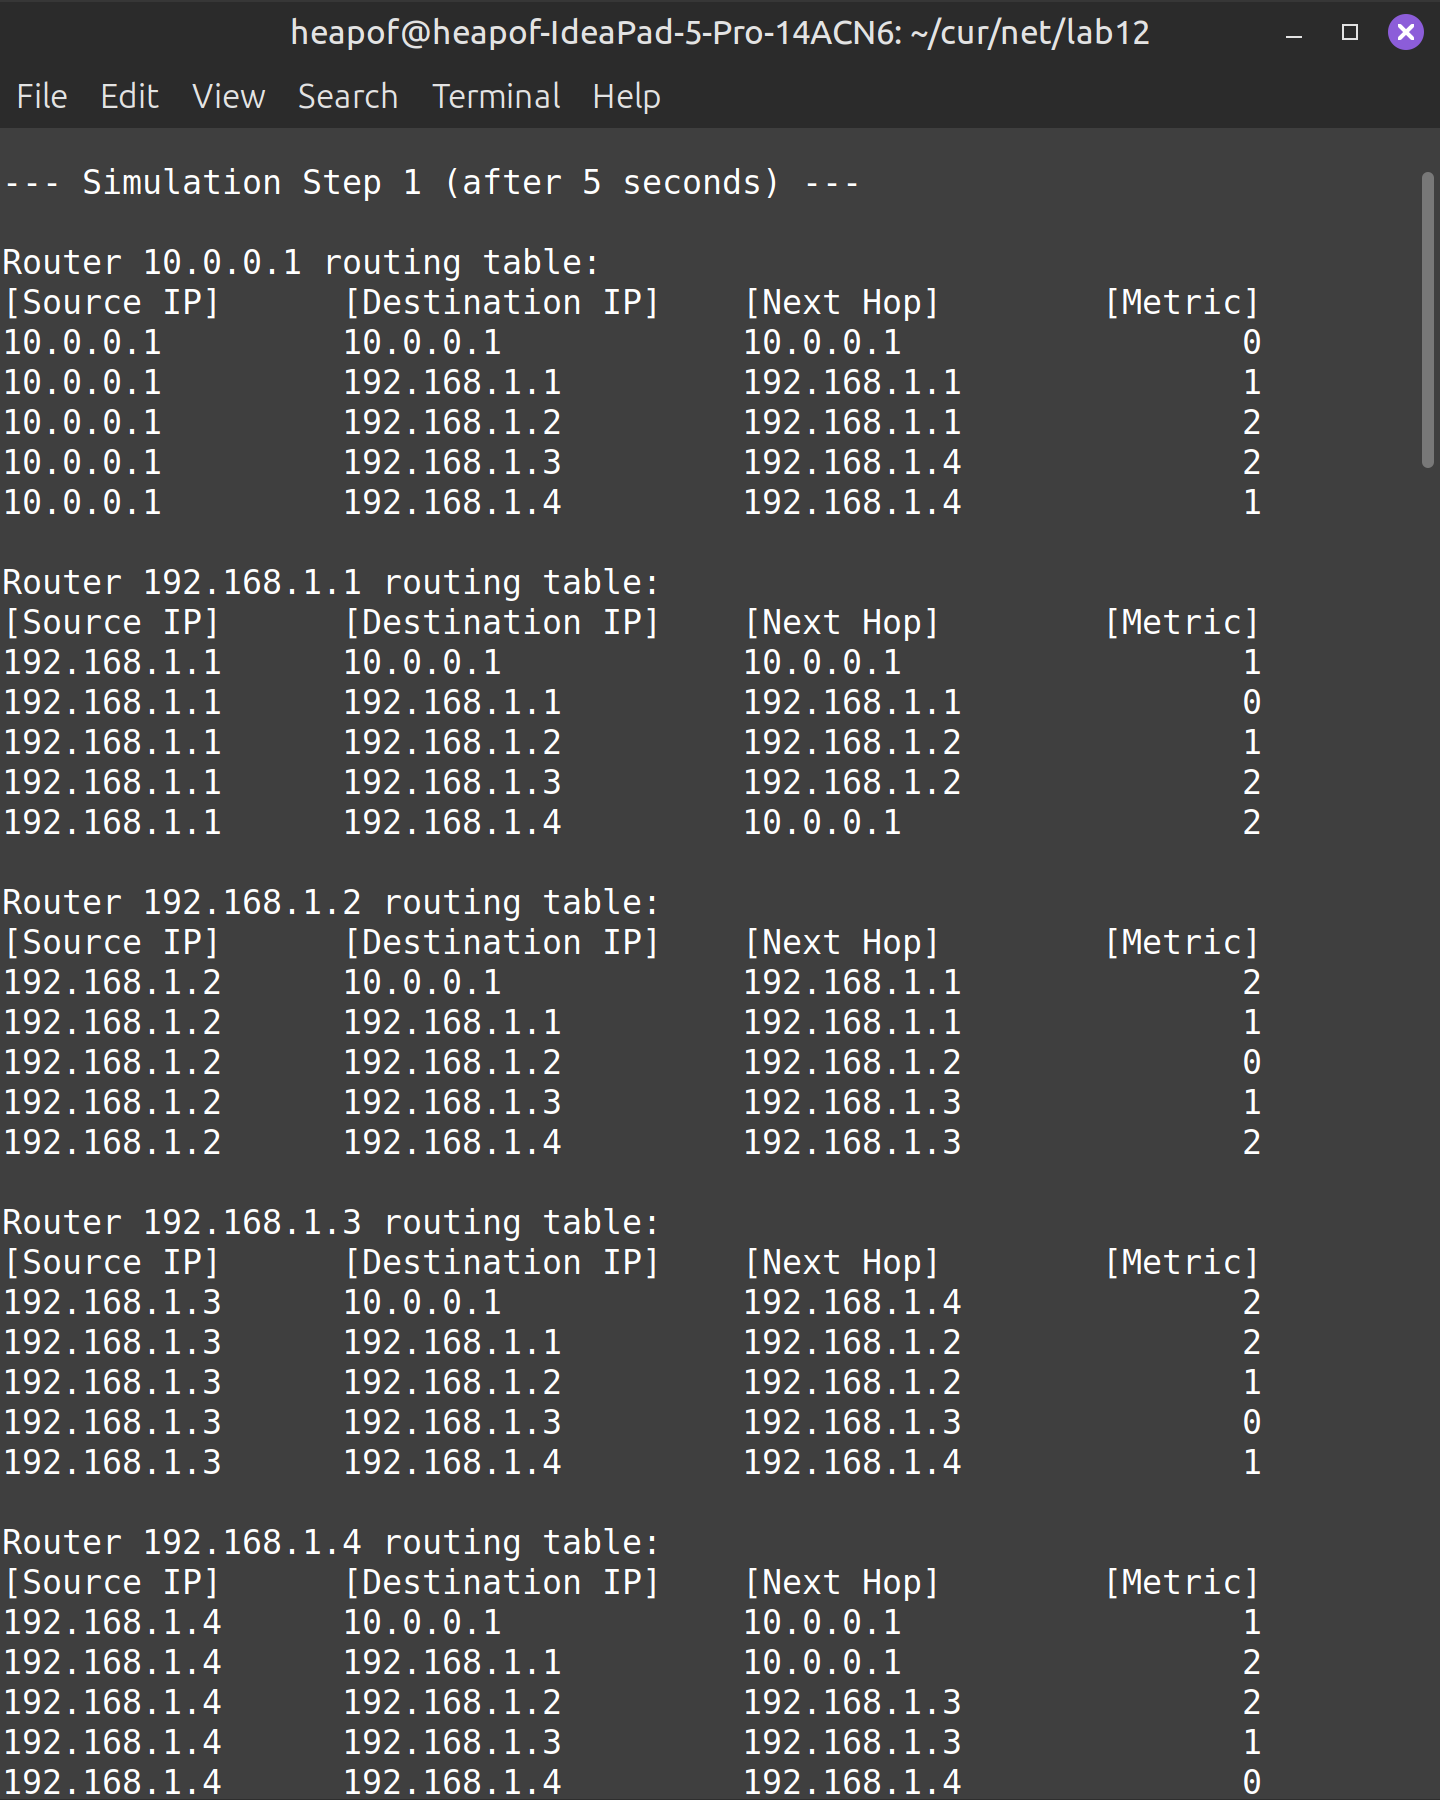 heapof@heapof-IdeaPad-5-Pro-14ACN6: ~/cur/net/lab12
File Edit View Search Terminal Help
--- Simulation Step 1 (after 5 seconds) ---
Router 10.0.0.1 routing table:
[Source IP] [Destination IP] [Next Hop] [Metric]
10.0.0.1 10.0.0.1 10.0.0.1 0
10.0.0.1 192.168.1.1 192.168.1.1 1
10.0.0.1 192.168.1.2 192.168.1.1 2
10.0.0.1 192.168.1.3 192.168.1.4 2
10.0.0.1 192.168.1.4 192.168.1.4 1
Router 192.168.1.1 routing table:
[Source IP] [Destination IP] [Next Hop] [Metric]
192.168.1.1 10.0.0.1 10.0.0.1 1
192.168.1.1 192.168.1.1 192.168.1.1 0
192.168.1.1 192.168.1.2 192.168.1.2 1
192.168.1.1 192.168.1.3 192.168.1.2 2
192.168.1.1 192.168.1.4 10.0.0.1 2
Router 192.168.1.2 routing table:
[Source IP] [Destination IP] [Next Hop] [Metric]
192.168.1.2 10.0.0.1 192.168.1.1 2
192.168.1.2 192.168.1.1 192.168.1.1 1
192.168.1.2 192.168.1.2 192.168.1.2 0
192.168.1.2 192.168.1.3 192.168.1.3 1
192.168.1.2 192.168.1.4 192.168.1.3 2
Router 192.168.1.3 routing table:
[Source IP] [Destination IP] [Next Hop] [Metric]
192.168.1.3 10.0.0.1 192.168.1.4 2
192.168.1.3 192.168.1.1 192.168.1.2 2
192.168.1.3 192.168.1.2 192.168.1.2 1
192.168.1.3 192.168.1.3 192.168.1.3 0
192.168.1.3 192.168.1.4 192.168.1.4 1
Router 192.168.1.4 routing table:
[Source IP] [Destination IP] [Next Hop] [Metric]
192.168.1.4 10.0.0.1 10.0.0.1 1
192.168.1.4 192.168.1.1 10.0.0.1 2
192.168.1.4 192.168.1.2 192.168.1.3 2
192.168.1.4 192.168.1.3 192.168.1.3 1
192.168.1.4 192.168.1.4 192.168.1.4 0